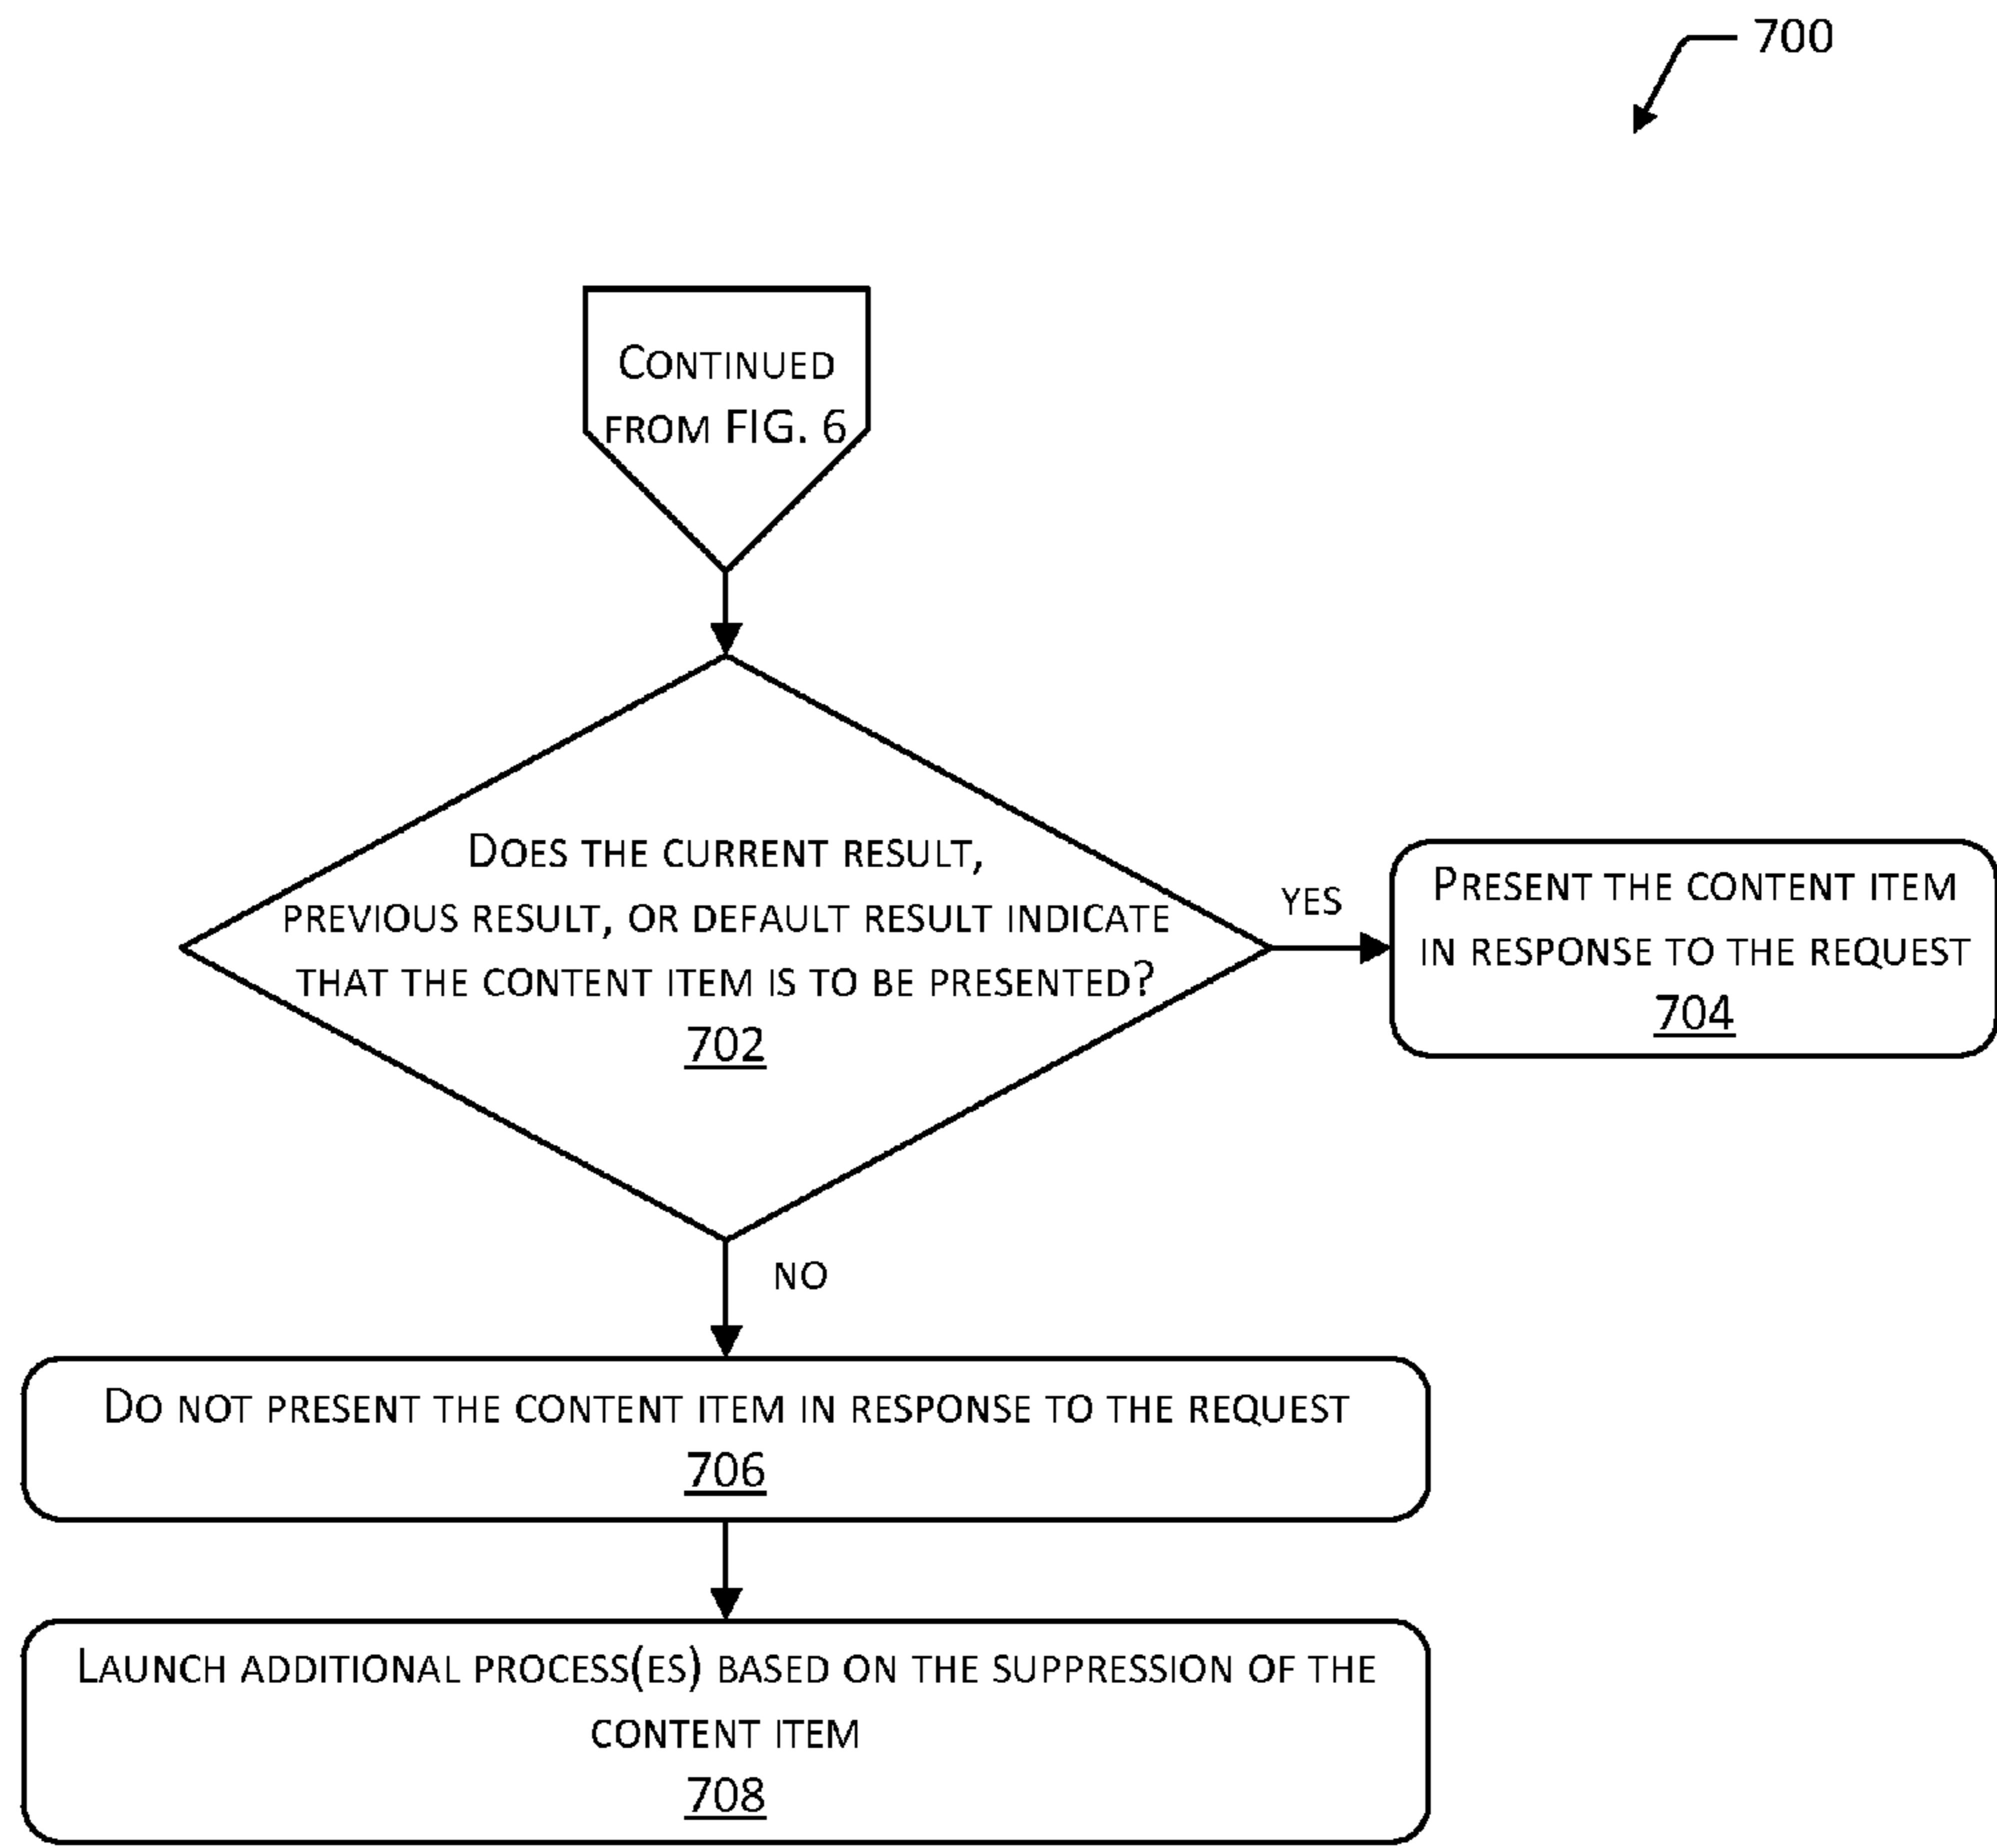 700
CONTINUED
FROM FIG. 6
DOES THE CURRENT RESULT,
PREVIOUS RESULT, OR DEFAULT RESULT INDICATE
THAT THE CONTENT ITEM IS TO BE PRESENTED?
702
YES
PRESENT THE CONTENT ITEM
IN RESPONSE TO THE REQUEST
704
NO
DO NOT PRESENT THE CONTENT ITEM IN RESPONSE TO THE REQUEST
706
LAUNCH ADDITIONAL PROCESS(ES) BASED ON THE SUPPRESSION OF THE
CONTENT ITEM
708